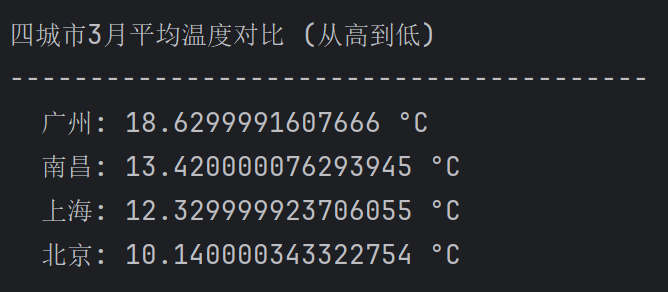 四城市3月平均温度对比 (从高到低)
----------------------------------------
广州: 18.6299991607666 °C
南昌: 13.420000076293945 °C
上海: 12.329999923706055 °C
北京: 10.140000343322754 °C